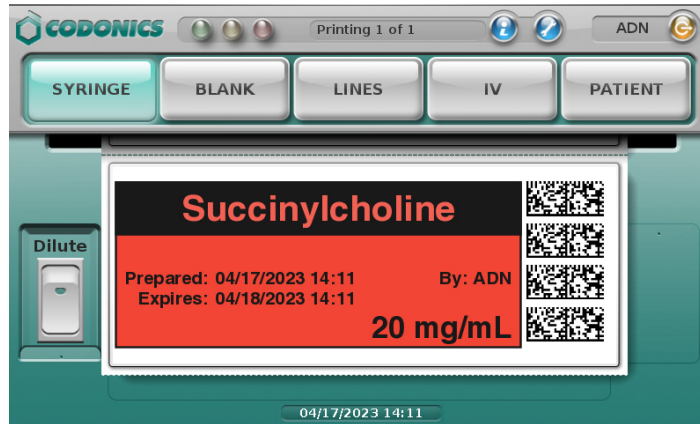 CODONICS
Printing 1 of 1
ADN
SYRINGE
BLANK
LINES
IV
PATIENT
Succinylcholine
Dilute
Prepared: 04/17/2023 14:11
By: ADN
Expires: 04/18/2023 14:11
20 mg/mL
04/17/2023 14:11